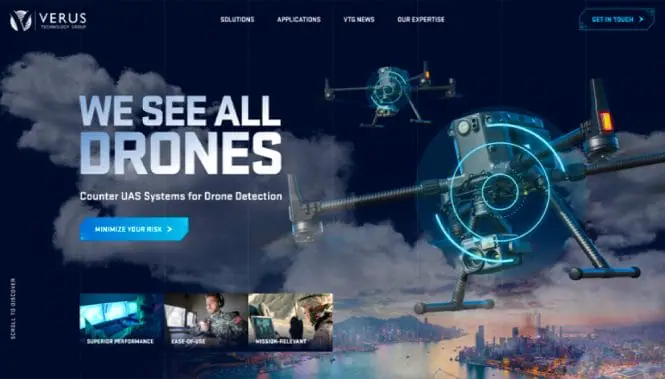 VERUS
TECHNOLOGY GROUP
SOLUTIONS
APPLICATIONS
VTG NEWS
OUR EXPERTISE
GET IN TOUCH
WE SEE ALL
DRONES
Counter UAS Systems for Drone Detection
MINIMIZE YOUR RISK
SCROLL TO DISCOVER
SUPERIOR PERFORMANCE
EASE-OF-USE
MISSION-RELEVANT